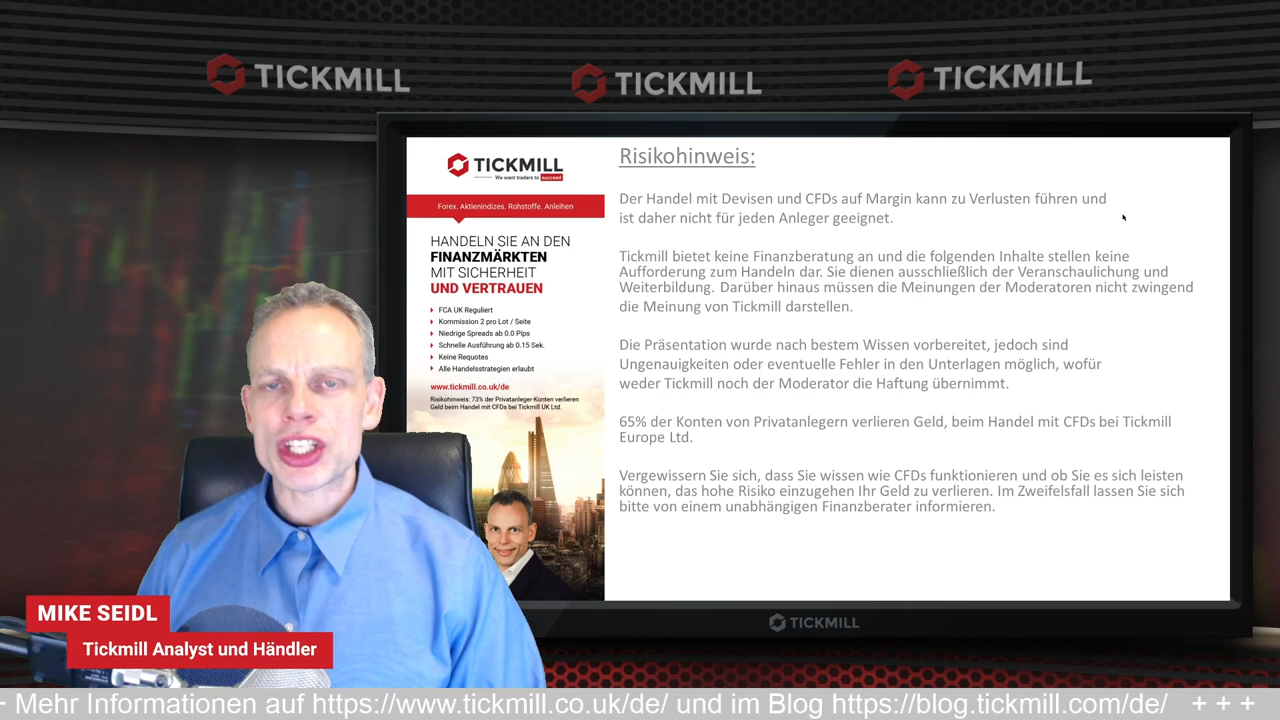 TICKMILL
TICKMILL
TICKMILL
TICKMILL
We want traders to succeed
Forex. Aktienindizes. Rohstoffe. Anleihen
HANDELN SIE AN DEN
FINANZMÄRKTEN
MIT SICHERHEIT
UND VERTRAUEN
FCA UK Reguliert
Kommission 2 pro Lot / Seite
Niedrige Spreads ab 0.0 Pips
Schnelle Ausführung ab 0.15 Sek.
Keine Requotes
Alle Handelsstrategien erlaubt
www.tickmill.co.uk/de
Risikohinweis: 73% der Privatanleger-Konten verlieren
Geld beim Handel mit CFDs bei Tickmill UK Ltd.
Risikohinweis:
Der Handel mit Devisen und CFDs auf Margin kann zu Verlusten führen und
ist daher nicht für jeden Anleger geeignet.
Tickmill bietet keine Finanzberatung an und die folgenden Inhalte stellen keine
Aufforderung zum Handeln dar. Sie dienen ausschließlich der Veranschaulichung und
Weiterbildung. Darüber hinaus müssen die Meinungen der Moderatoren nicht zwingend
die Meinung von Tickmill darstellen.
Die Präsentation wurde nach bestem Wissen vorbereitet, jedoch sind
Ungenauigkeiten oder eventuelle Fehler in den Unterlagen möglich, wofür
weder Tickmill noch der Moderator die Haftung übernimmt.
65% der Konten von Privatanlegern verlieren Geld, beim Handel mit CFDs bei Tickmill
Europe Ltd.
Vergewissern Sie sich, dass Sie wissen wie CFDs funktionieren und ob Sie es sich leisten
können, das hohe Risiko einzugehen Ihr Geld zu verlieren. Im Zweifelsfall lassen Sie sich
bitte von einem unabhängigen Finanzberater informieren.
TICKMILL
MIKE SEIDL
Tickmill Analyst und Händler
+ Mehr Informationen auf https://www.tickmill.co.uk/de/ und im Blog https://blog.tickmill.com/de/ + + +